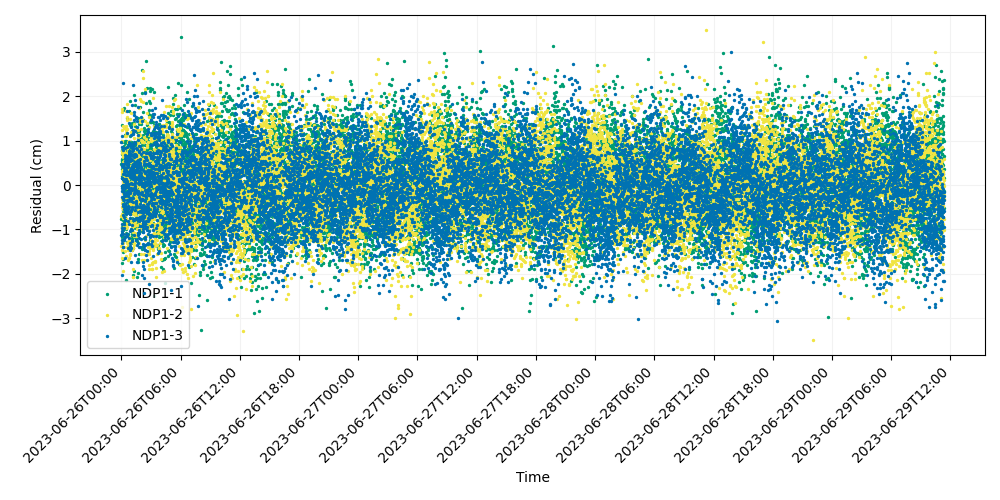 Residual (cm)
3
2
1
0
−1
−2
−3
NDP1-1
NDP1-2
NDP1-3
2023-06-26T00:00
2023-06-26T06:00
2023-06-26T12:00
2023-06-26T18:00
2023-06-27T00:00
2023-06-27T06:00
2023-06-27T12:00
2023-06-27T18:00
2023-06-28T00:00
2023-06-28T06:00
2023-06-28T12:00
2023-06-28T18:00
2023-06-29T00:00
2023-06-29T06:00
2023-06-29T12:00
Time